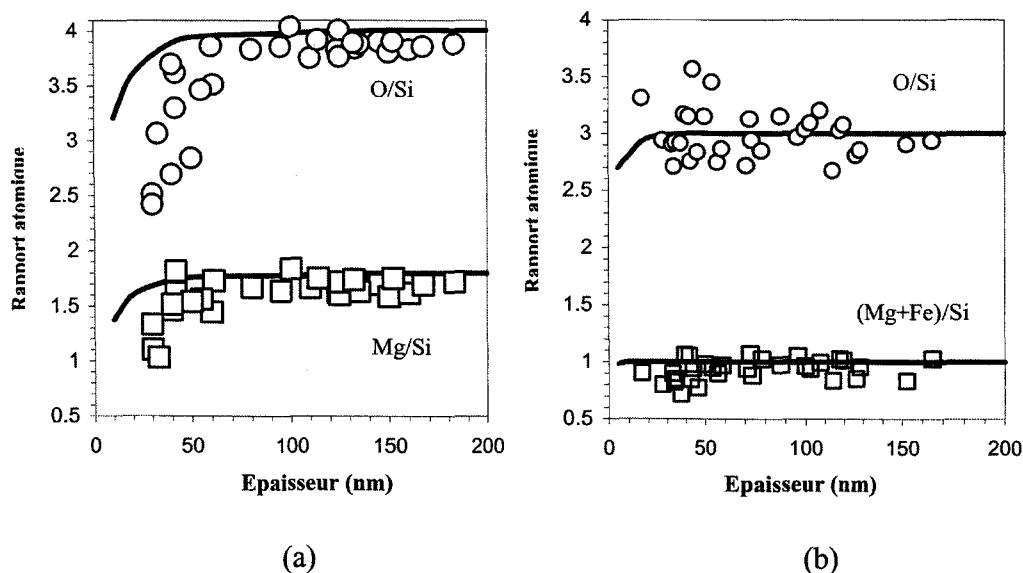 4
3.5
3
2.5
2
1.5
1
0.5
0 50 100 150 200
Rannort atomique
Epaisseur (nm)
O/Si
Mg/Si
(a)
4
3.5
3
2.5
2
1.5
1
0.5
0 50 100 150 200
Rannort atomique
Epaisseur (nm)
O/Si
(Mg+Fe)/Si
(b)